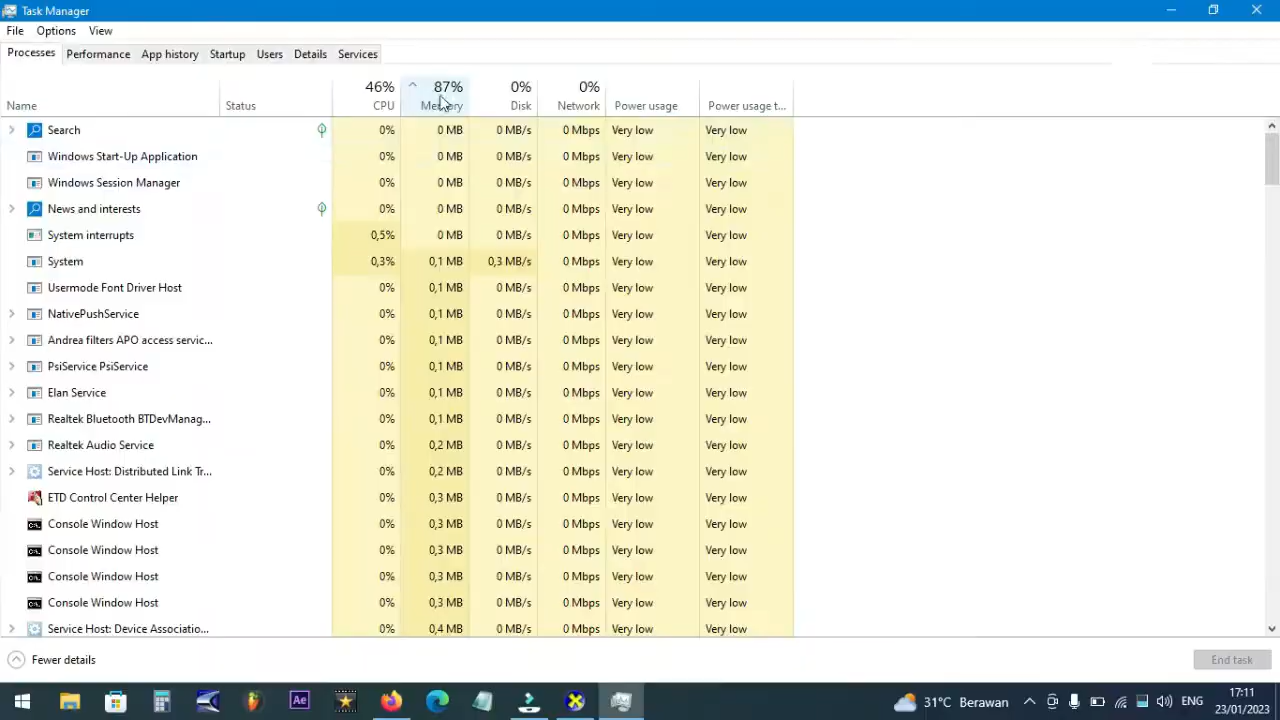 Task Manager
File Options View
Processes Performance App history Startup Users Details Services
46% 87% 0% 0%
Name Status CPU Memory Disk Network Power usage Power usage t...
Search 0% 0 MB 0 MB/s 0 Mbps Very low Very low
Windows Start-Up Application 0% 0 MB 0 MB/s 0 Mbps Very low Very low
Windows Session Manager 0% 0 MB 0 MB/s 0 Mbps Very low Very low
News and interests 0% 0 MB 0 MB/s 0 Mbps Very low Very low
System interrupts 0,5% 0 MB 0 MB/s 0 Mbps Very low Very low
System 0,3% 0,1 MB 0,3 MB/s 0 Mbps Very low Very low
Usermode Font Driver Host 0% 0,1 MB 0 MB/s 0 Mbps Very low Very low
NativePushService 0% 0,1 MB 0 MB/s 0 Mbps Very low Very low
Andrea filters APO access servic... 0% 0,1 MB 0 MB/s 0 Mbps Very low Very low
PsiService PsiService 0% 0,1 MB 0 MB/s 0 Mbps Very low Very low
Elan Service 0% 0,1 MB 0 MB/s 0 Mbps Very low Very low
Realtek Bluetooth BTDevManag... 0% 0,1 MB 0 MB/s 0 Mbps Very low Very low
Realtek Audio Service 0% 0,2 MB 0 MB/s 0 Mbps Very low Very low
Service Host: Distributed Link Tr... 0% 0,2 MB 0 MB/s 0 Mbps Very low Very low
ETD Control Center Helper 0% 0,3 MB 0 MB/s 0 Mbps Very low Very low
Console Window Host 0% 0,3 MB 0 MB/s 0 Mbps Very low Very low
Console Window Host 0% 0,3 MB 0 MB/s 0 Mbps Very low Very low
Console Window Host 0% 0,3 MB 0 MB/s 0 Mbps Very low Very low
Console Window Host 0% 0,3 MB 0 MB/s 0 Mbps Very low Very low
Service Host: Device Associatio... 0% 0,4 MB 0 MB/s 0 Mbps Very low Very low
Fewer details End task
Ae 31°C Berawan ENG 17:11
23/01/2023